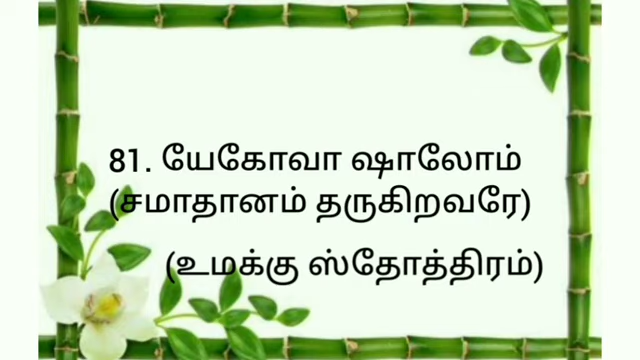 81. யேகோவா ஷாலோம்
(சமாதானம் தருகிறவரே)
(உமக்கு ஸ்தோத்திரம்)